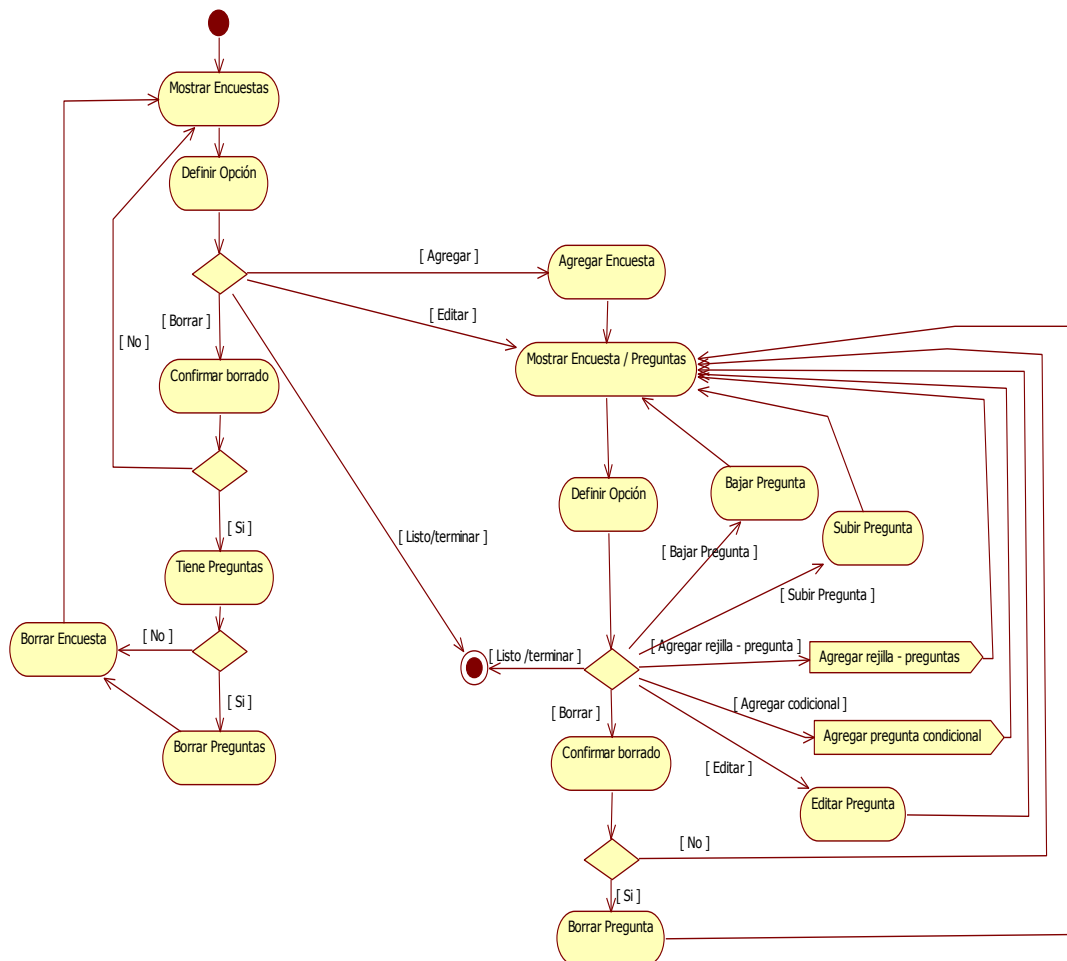 Mostrar Encuestas
Definir Opción
[ Agregar ]
Agregar Encuesta
[ Editar ]
[ Borrar ]
[ No ]
Mostrar Encuesta / Preguntas
Confirmar borrado
Definir Opción
Bajar Pregunta
Subir Pregunta
[ Si ]
[ Listo/terminar ]
[ Bajar Pregunta ]
Tiene Preguntas
[ Subir Pregunta ]
Borrar Encuesta
[ No ]
[ Listo /terminar ]
[ Agregar rejilla - pregunta ]
Agregar rejilla - preguntas
[ Si ]
[ Borrar ]
[ Agregar codicional ]
Agregar pregunta condicional
Borrar Preguntas
Confirmar borrado
[ Editar ]
Editar Pregunta
[ No ]
[ Si ]
Borrar Pregunta